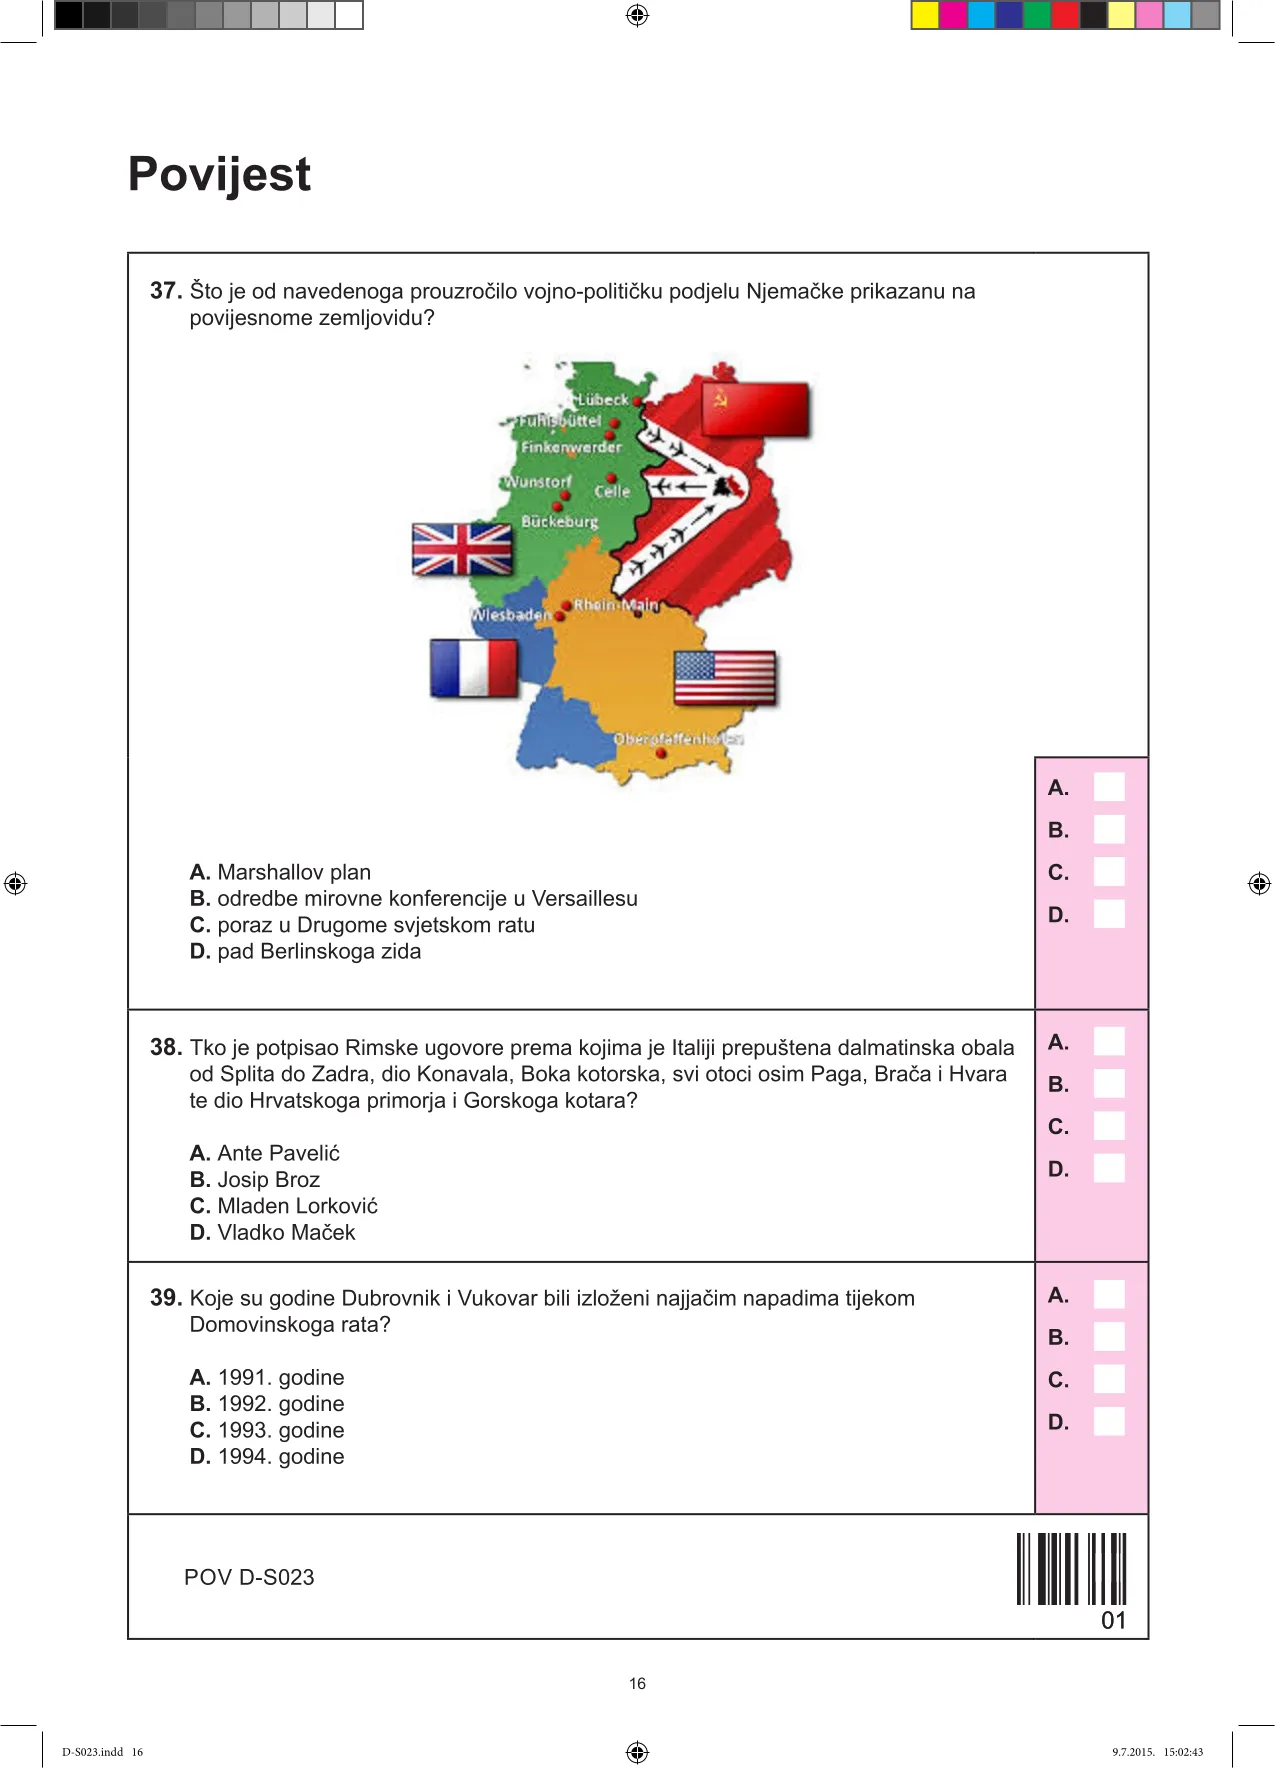 Povijest
37. Što je od navedenoga prouzročilo vojno-političku podjelu Njemačke prikazanu na
povijesnome zemljovidu?
Lübeck
Fuhlsbüttel
Finkenwerder
Wunstorf
Celle
Bückeburg
Rhein-Main
Wiesbaden
Oberpfaffenhofen
A. Marshallov plan
B. odredbe mirovne konferencije u Versaillesu
C. poraz u Drugome svjetskom ratu
D. pad Berlinskoga zida
A.
B.
C.
D.
38. Tko je potpisao Rimske ugovore prema kojima je Italiji prepuštena dalmatinska obala
od Splita do Zadra, dio Konavala, Boka kotorska, svi otoci osim Paga, Brača i Hvara
te dio Hrvatskoga primorja i Gorskoga kotara?
A. Ante Pavelić
B. Josip Broz
C. Mladen Lorković
D. Vladko Maček
A.
B.
C.
D.
39. Koje su godine Dubrovnik i Vukovar bili izloženi najjačim napadima tijekom
Domovinskoga rata?
A. 1991. godine
B. 1992. godine
C. 1993. godine
D. 1994. godine
A.
B.
C.
D.
POV D-S023
01
16
D-S023.indd 16
9.7.2015. 15:02:43